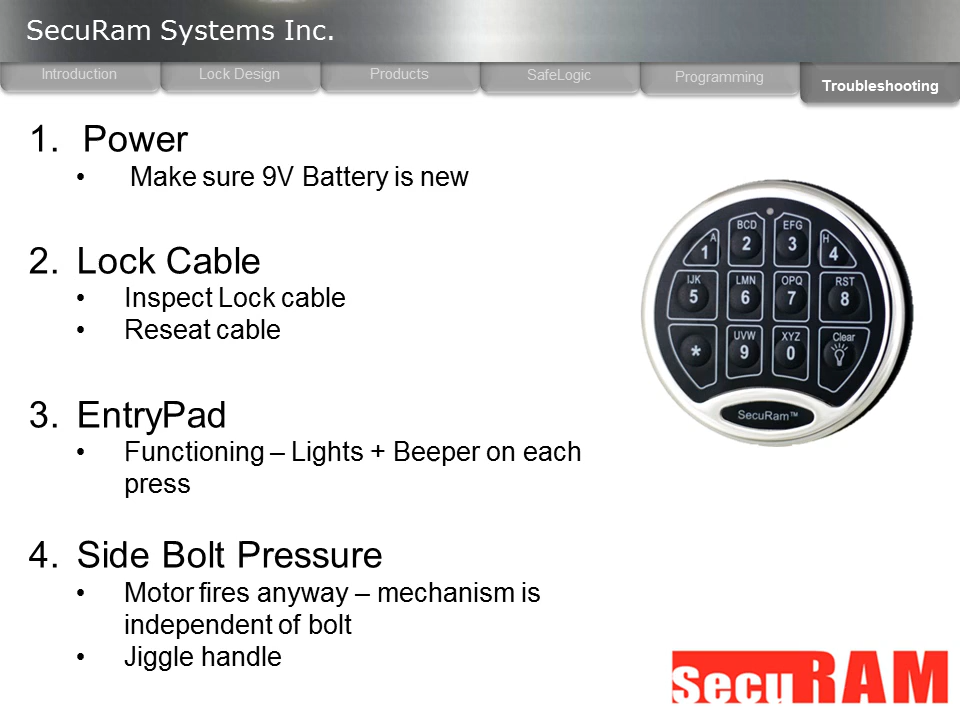 SecuRam Systems Inc.
Introduction
Lock Design
Products
SafeLogic
Programming
Troubleshooting
1. Power
• Make sure 9V Battery is new
2. Lock Cable
• Inspect Lock cable
• Reseat cable
3. EntryPad
• Functioning – Lights + Beeper on each
press
4. Side Bolt Pressure
• Motor fires anyway – mechanism is
independent of bolt
• Jiggle handle
A
1
BCD
2
EFG
3
H
4
IJK
5
LMN
6
OPQ
7
RST
8
*
UVW
9
XYZ
0
Clear
SecuRam™
SecuRAM